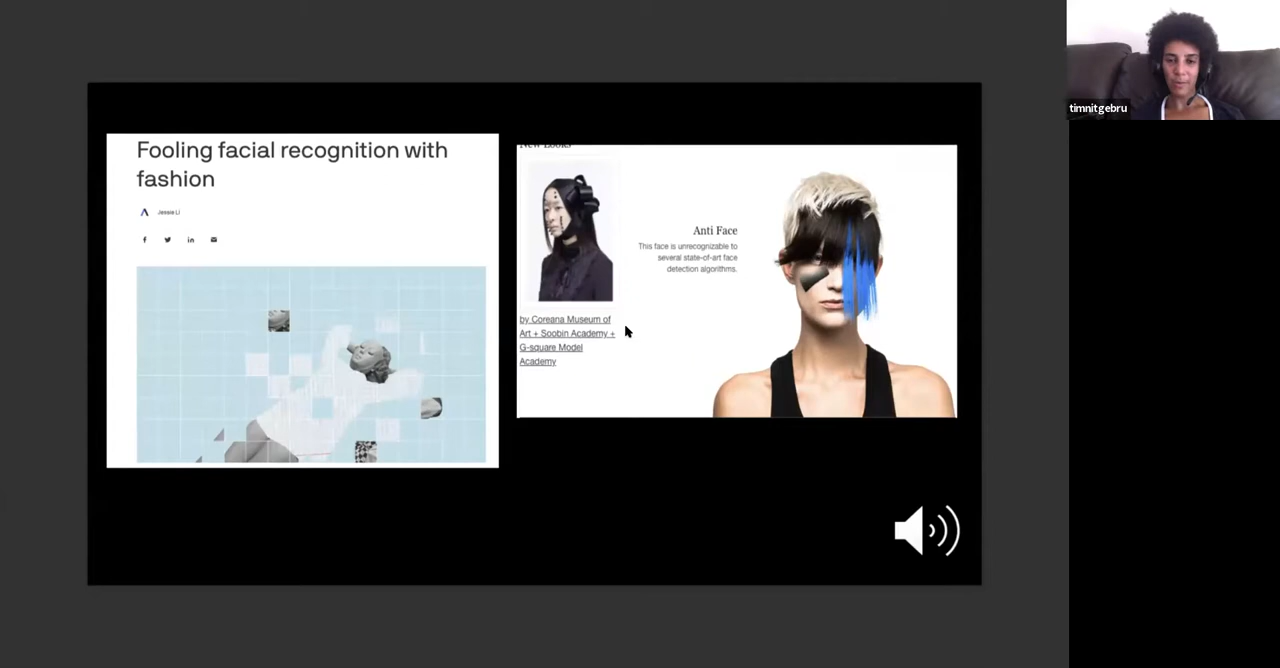 Fooling facial recognition with
fashion
Jessia Li
New Looks
by Coreana Museum of
Art + Soobin Academy +
G-square Model
Academy
Anti Face
This face is unrecognizable to
several state-of-art face
detection algorithms.
timnitgebru